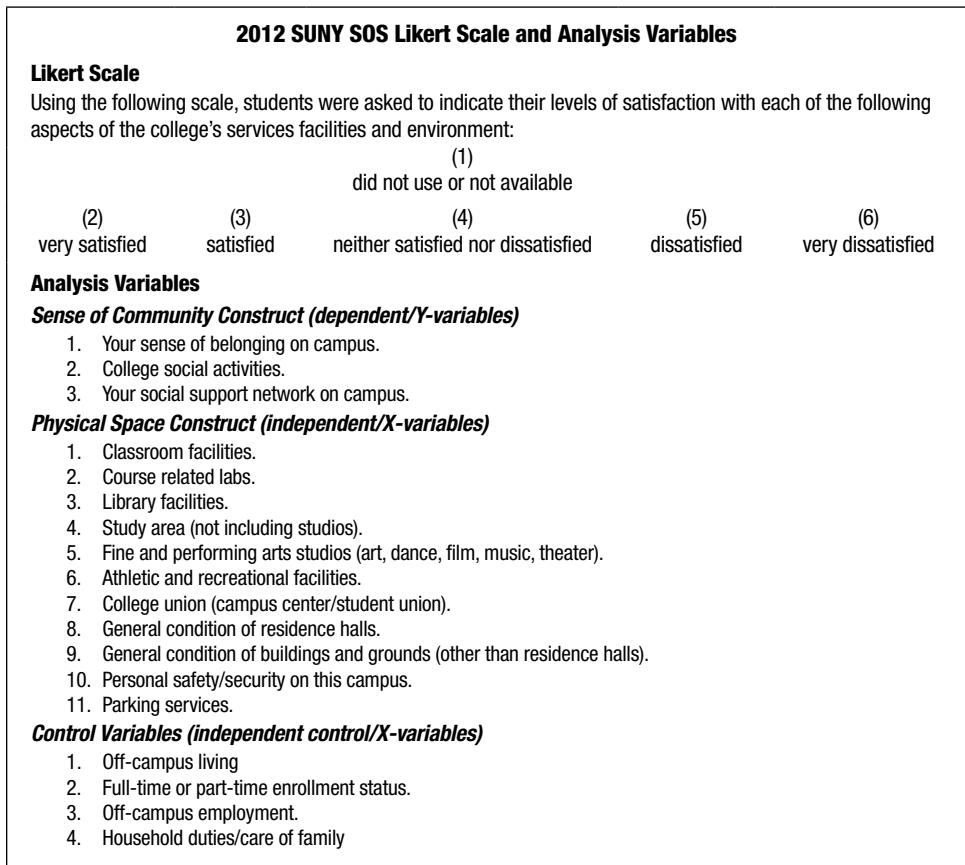 2012 SUNY SOS Likert Scale and Analysis Variables
Likert Scale
Using the following scale, students were asked to indicate their levels of satisfaction with each of the following
aspects of the college’s services facilities and environment:
(1)
did not use or not available
(2) (3) (4) (5) (6)
very satisfied satisfied neither satisfied nor dissatisfied dissatisfied very dissatisfied
Analysis Variables
Sense of Community Construct (dependent/Y-variables)
1. Your sense of belonging on campus.
2. College social activities.
3. Your social support network on campus.
Physical Space Construct (independent/X-variables)
1. Classroom facilities.
2. Course related labs.
3. Library facilities.
4. Study area (not including studios).
5. Fine and performing arts studios (art, dance, film, music, theater).
6. Athletic and recreational facilities.
7. College union (campus center/student union).
8. General condition of residence halls.
9. General condition of buildings and grounds (other than residence halls).
10. Personal safety/security on this campus.
11. Parking services.
Control Variables (independent control/X-variables)
1. Off-campus living
2. Full-time or part-time enrollment status.
3. Off-campus employment.
4. Household duties/care of family